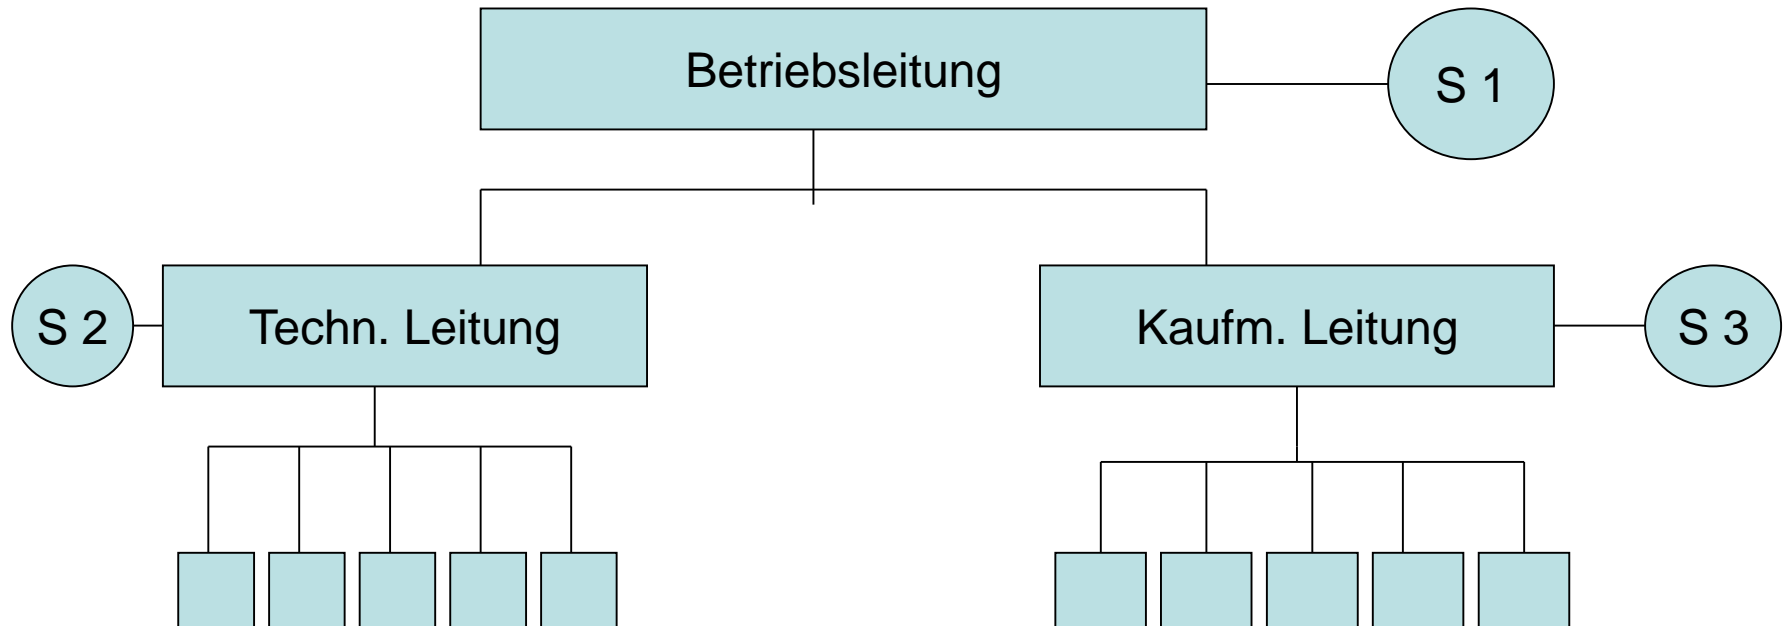 Betriebsleitung
S 1
S 2
Techn. Leitung
Kaufm. Leitung
S 3